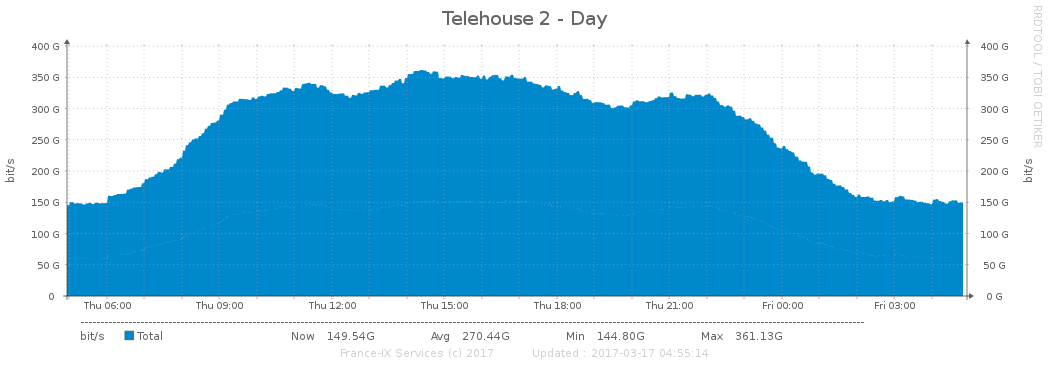 Telehouse 2 - Day
RRDTOOL / TOBI OETIKER
400 G 400 G
350 G 350 G
300 G 300 G
250 G 250 G
200 G 200 G
150 G 150 G
100 G 100 G
50 G 50 G
0 0 G
bit/s bit/s
Thu 06:00 Thu 09:00 Thu 12:00 Thu 15:00 Thu 18:00 Thu 21:00 Fri 00:00 Fri 03:00
bit/s Total Now 149.54G Avg 270.44G Min 144.80G Max 361.13G
France-IX Services (c) 2017 Updated : 2017-03-17 04:55:14